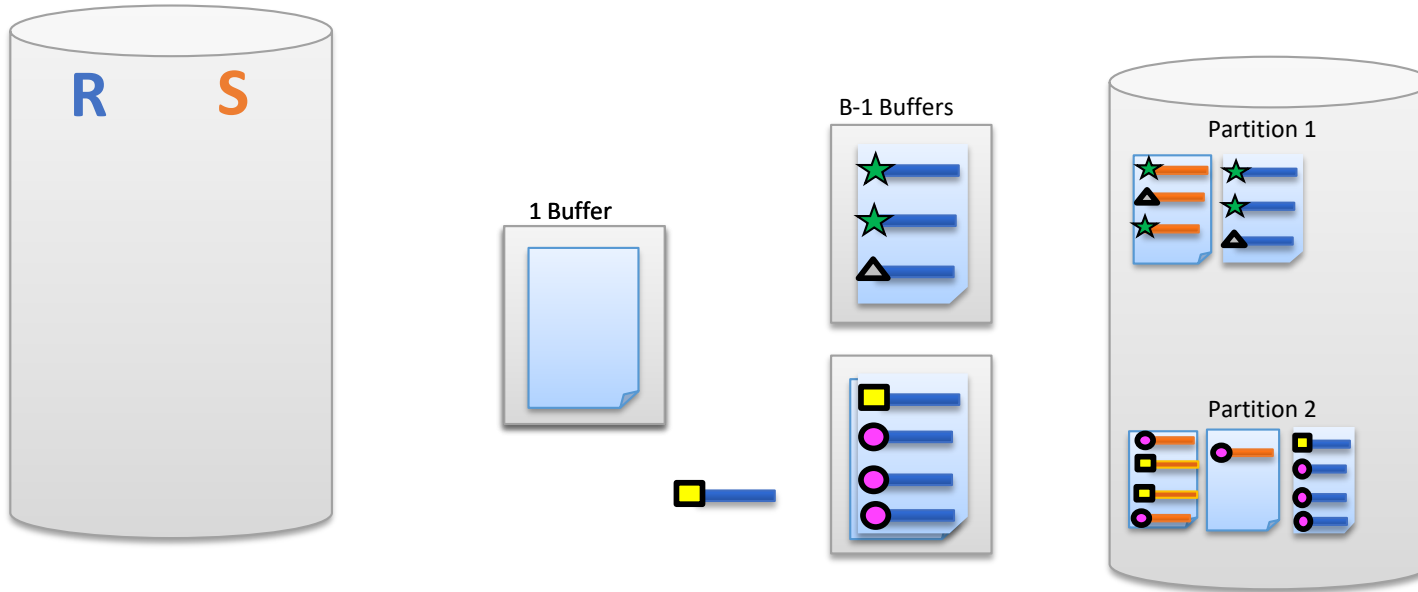 R S
B-1 Buffers
Partition 1
1 Buffer
Partition 2